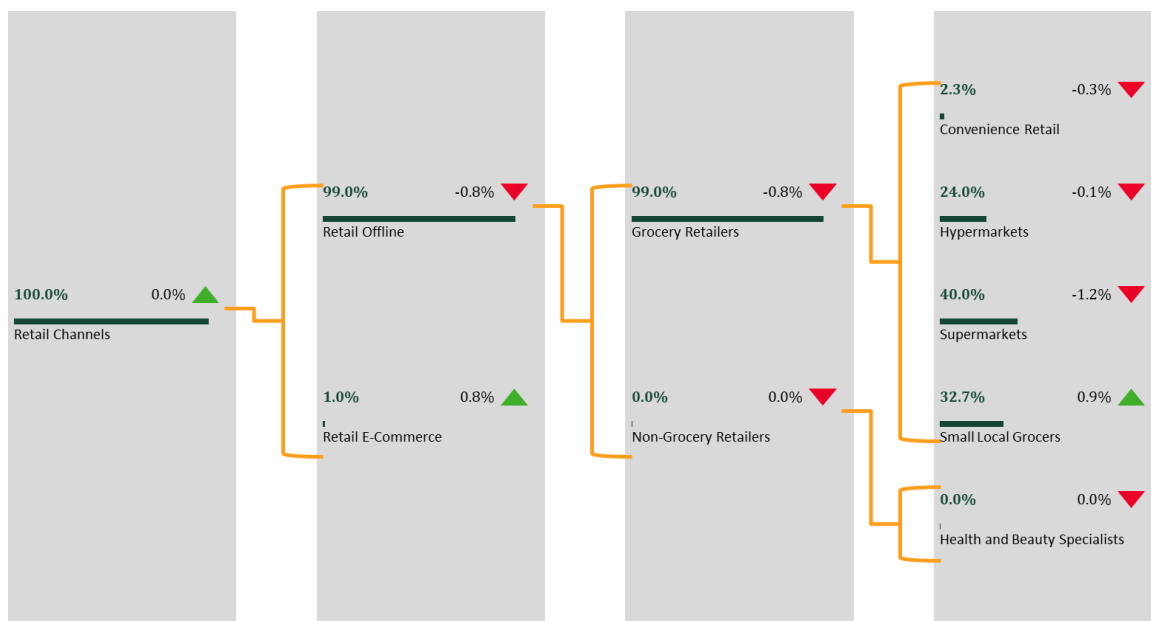 100.0% 0.0%
Retail Channels
99.0% -0.8%
Retail Offline
1.0% 0.8%
Retail E-Commerce
99.0% -0.8%
Grocery Retailers
0.0% 0.0%
Non-Grocery Retailers
2.3% -0.3%
Convenience Retail
24.0% -0.1%
Hypermarkets
40.0% -1.2%
Supermarkets
32.7% 0.9%
Small Local Grocers
0.0% 0.0%
Health and Beauty Specialists